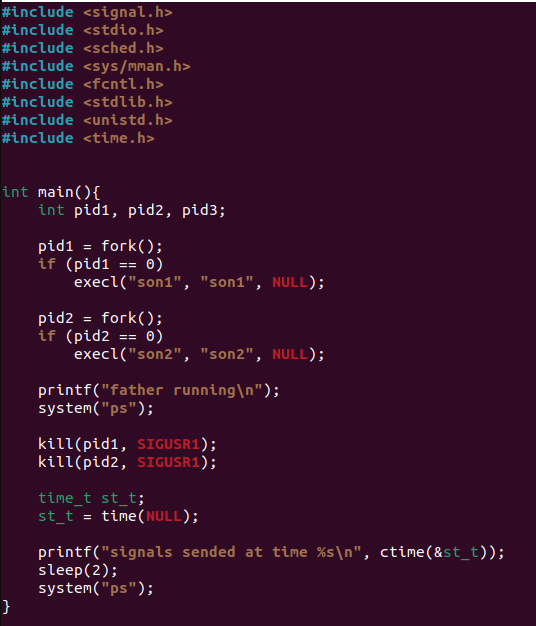 #include <signal.h>
#include <stdio.h>
#include <sched.h>
#include <sys/mman.h>
#include <fcntl.h>
#include <stdlib.h>
#include <unistd.h>
#include <time.h>
int main(){
    int pid1, pid2, pid3;
    pid1 = fork();
    if (pid1 == 0)
        execl("son1", "son1", NULL);
    pid2 = fork();
    if (pid2 == 0)
        execl("son2", "son2", NULL);
    printf("father running\n");
    system("ps");
    kill(pid1, SIGUSR1);
    kill(pid2, SIGUSR1);
    time_t st_t;
    st_t = time(NULL);
    printf("signals sended at time %s\n", ctime(&st_t));
    sleep(2);
    system("ps");
}